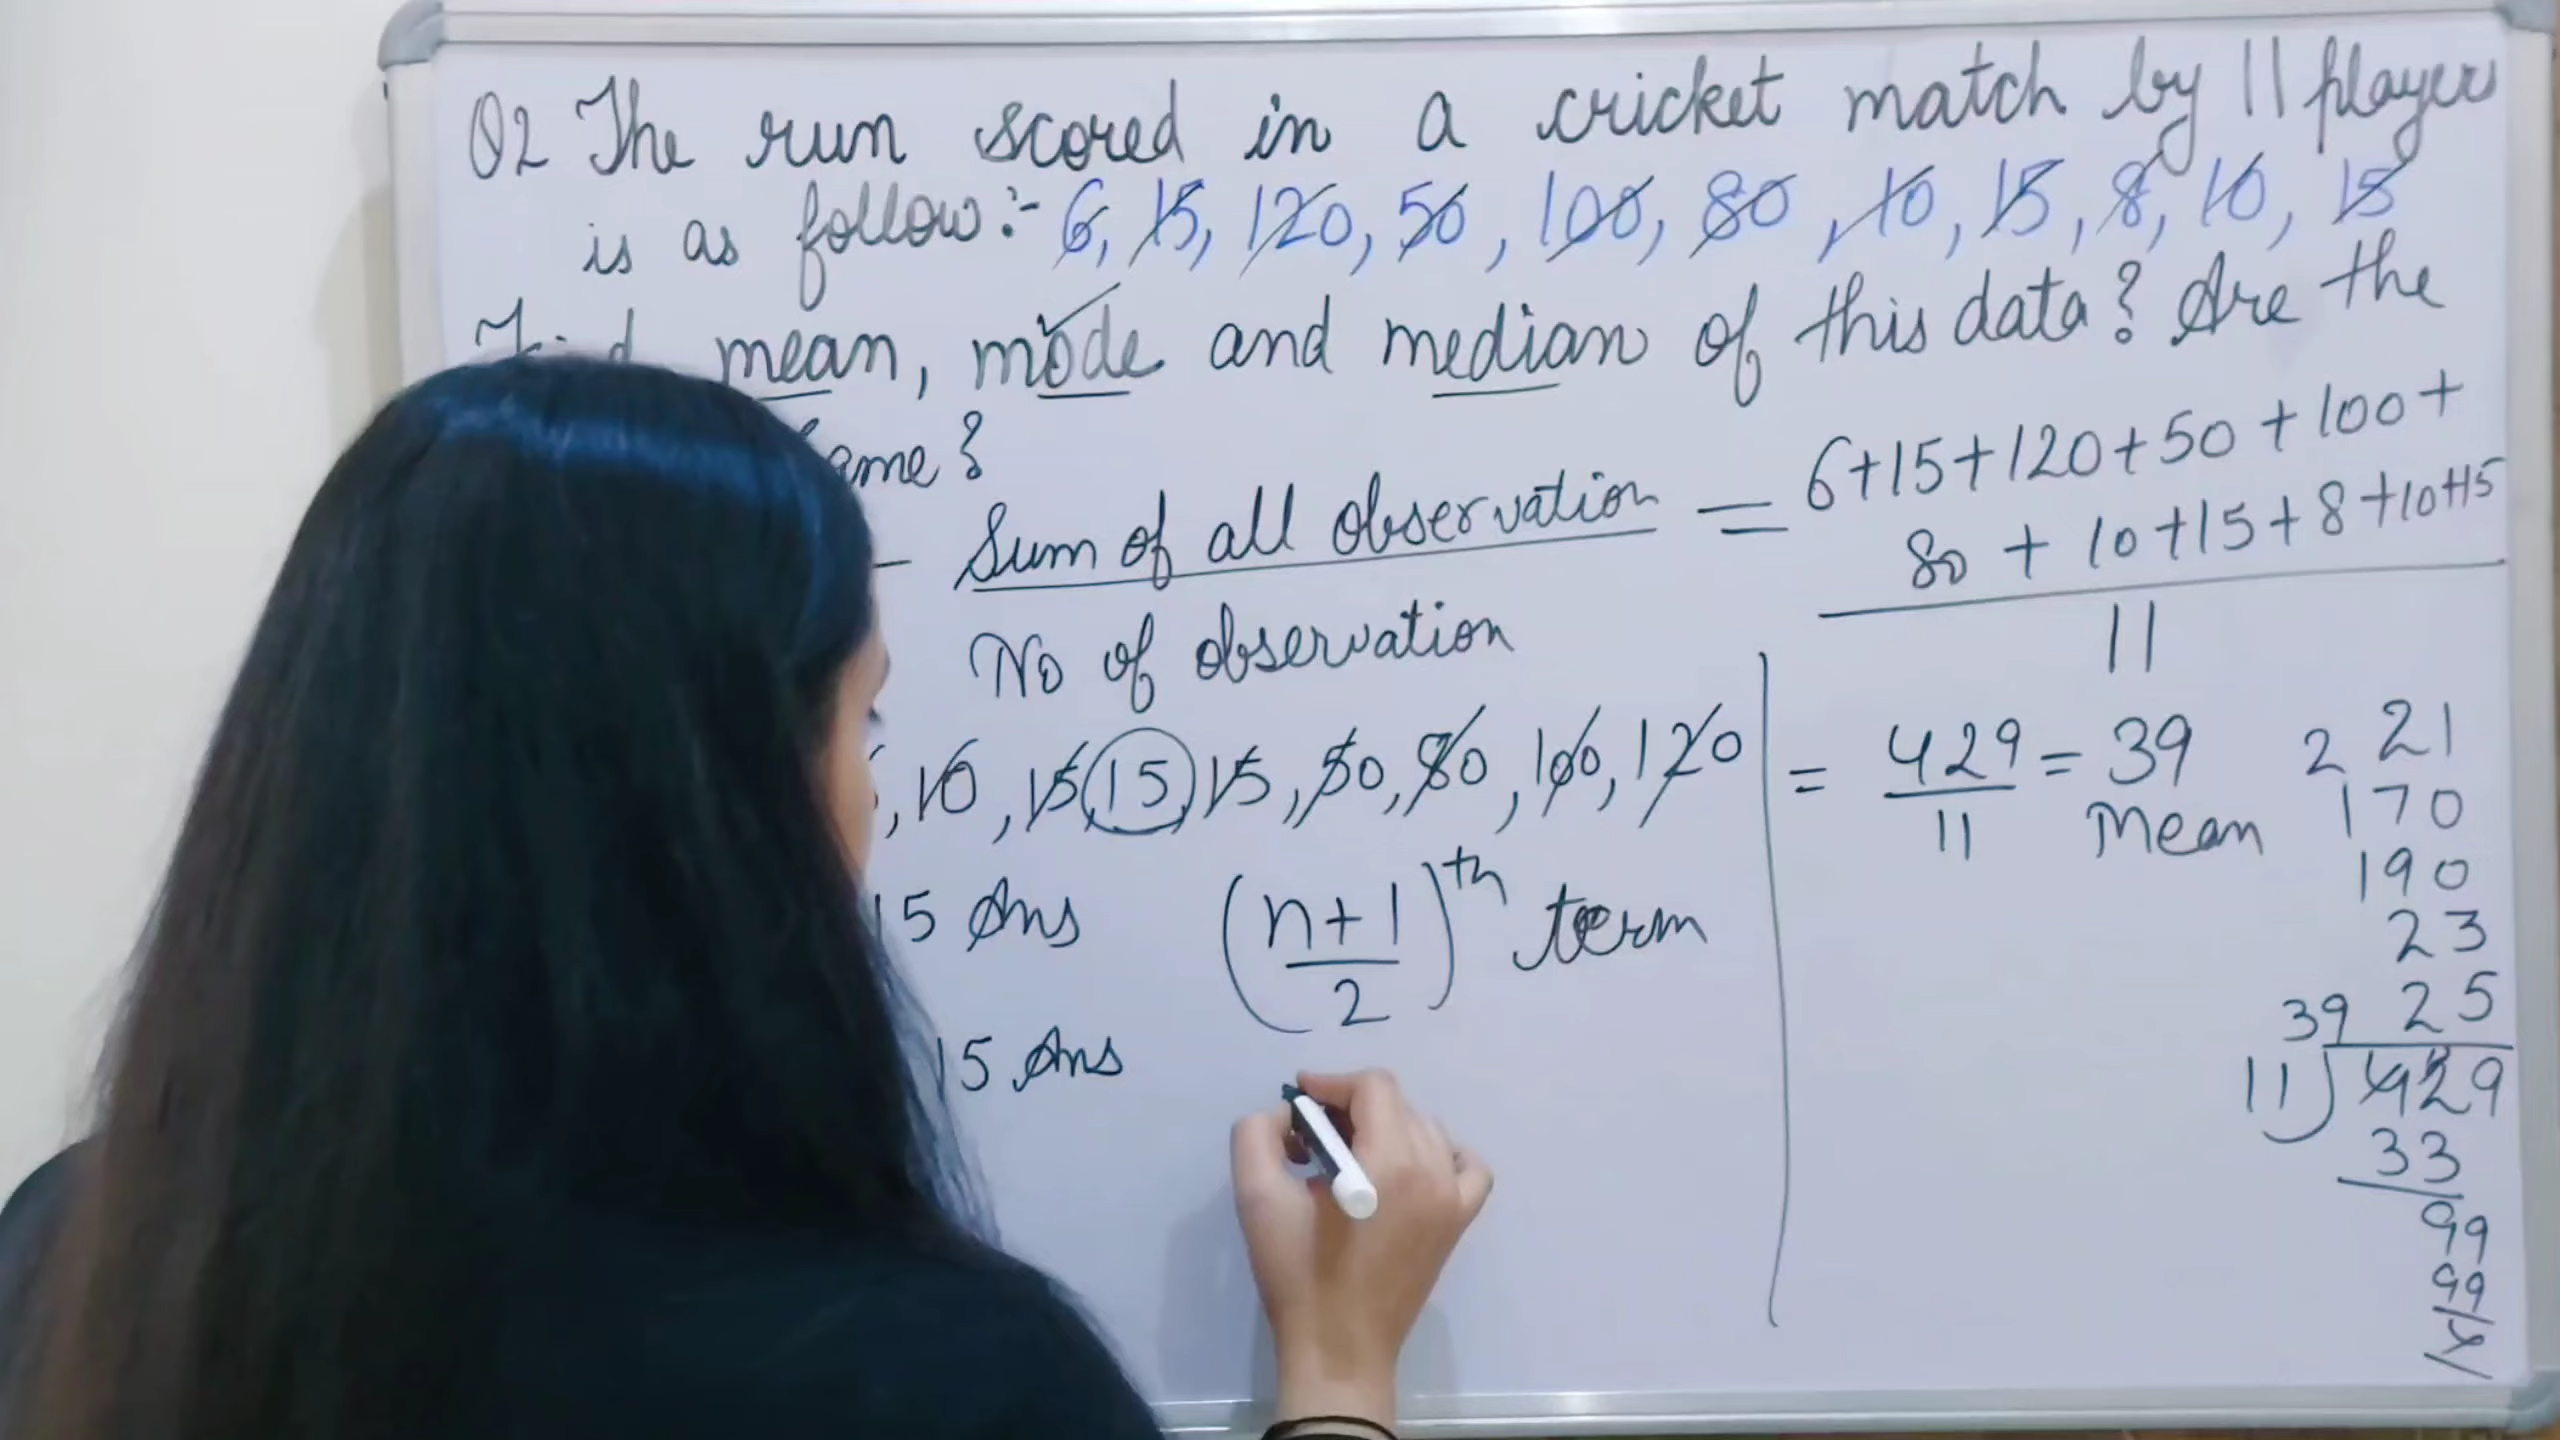 Q2 The run scored in a cricket match by 11 players
is as follow:- 6, 15, 120, 50, 100, 80, 10, 15, 8, 10, 15
mean, mode and median of this data? Are the
ame?
Sum of all observation
No of observation
= 6+15+120+50+100+
80+10+15+8+10+15
11
, 10, 15, 15, 15, 50, 80, 100, 120
= 429/11 = 39
Mean
15 Ans
(n+1/2)th term
15 Ans
2 21
170
190
23
25
39
11)429
33
99
99